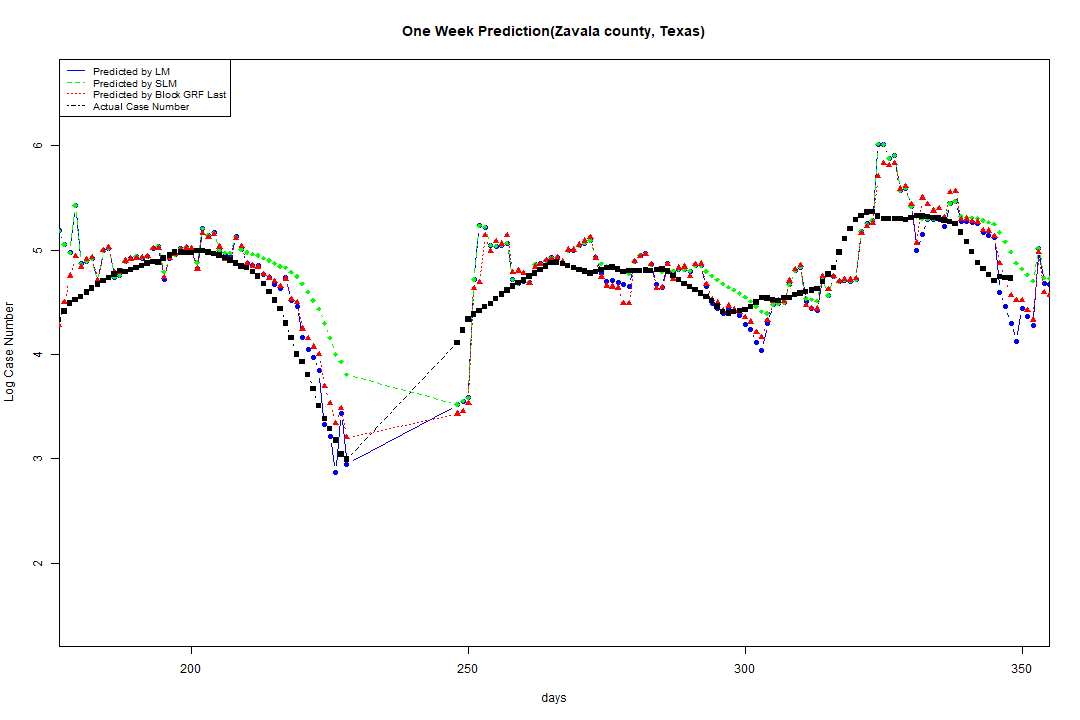 One Week Prediction(Zavala county, Texas)
Predicted by LM
Predicted by SLM
Predicted by Block GRF Last
Actual Case Number
6
5
4
3
2
Log Case Number
200
250
300
350
days